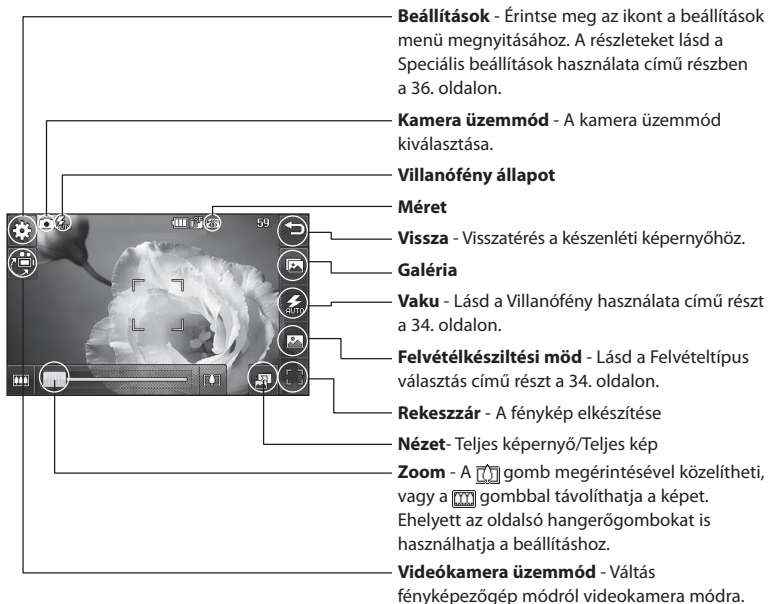 Beállítások - Érintse meg az ikont a beállítások
menü megnyitásához. A részleteket lásd a
Speciális beállítások használata című részben
a 36. oldalon.
Kamera üzemmód - A kamera üzemmód
kiválasztása.
Villanófény állapot
Méret
59
Vissza - Visszatérés a készenléti képernyőhöz.
Galéria
AUTO
Vaku - Lásd a Villanófény használata című részt
a 34. oldalon.
Felvételkésziltési möd - Lásd a Felvételtípus
választás című részt a 34. oldalon.
Rekeszzár - A fénykép elkészítése
Nézet- Teljes képernyő/Teljes kép
Zoom - A gomb megérintésével közelítheti,
vagy a gombbal távolíthatja a képet.
Ehelyett az oldalsó hangerőgombokat is
használhatja a beállításhoz.
Videókamera üzemmód - Váltás
fényképezőgép módról videokamera módra.